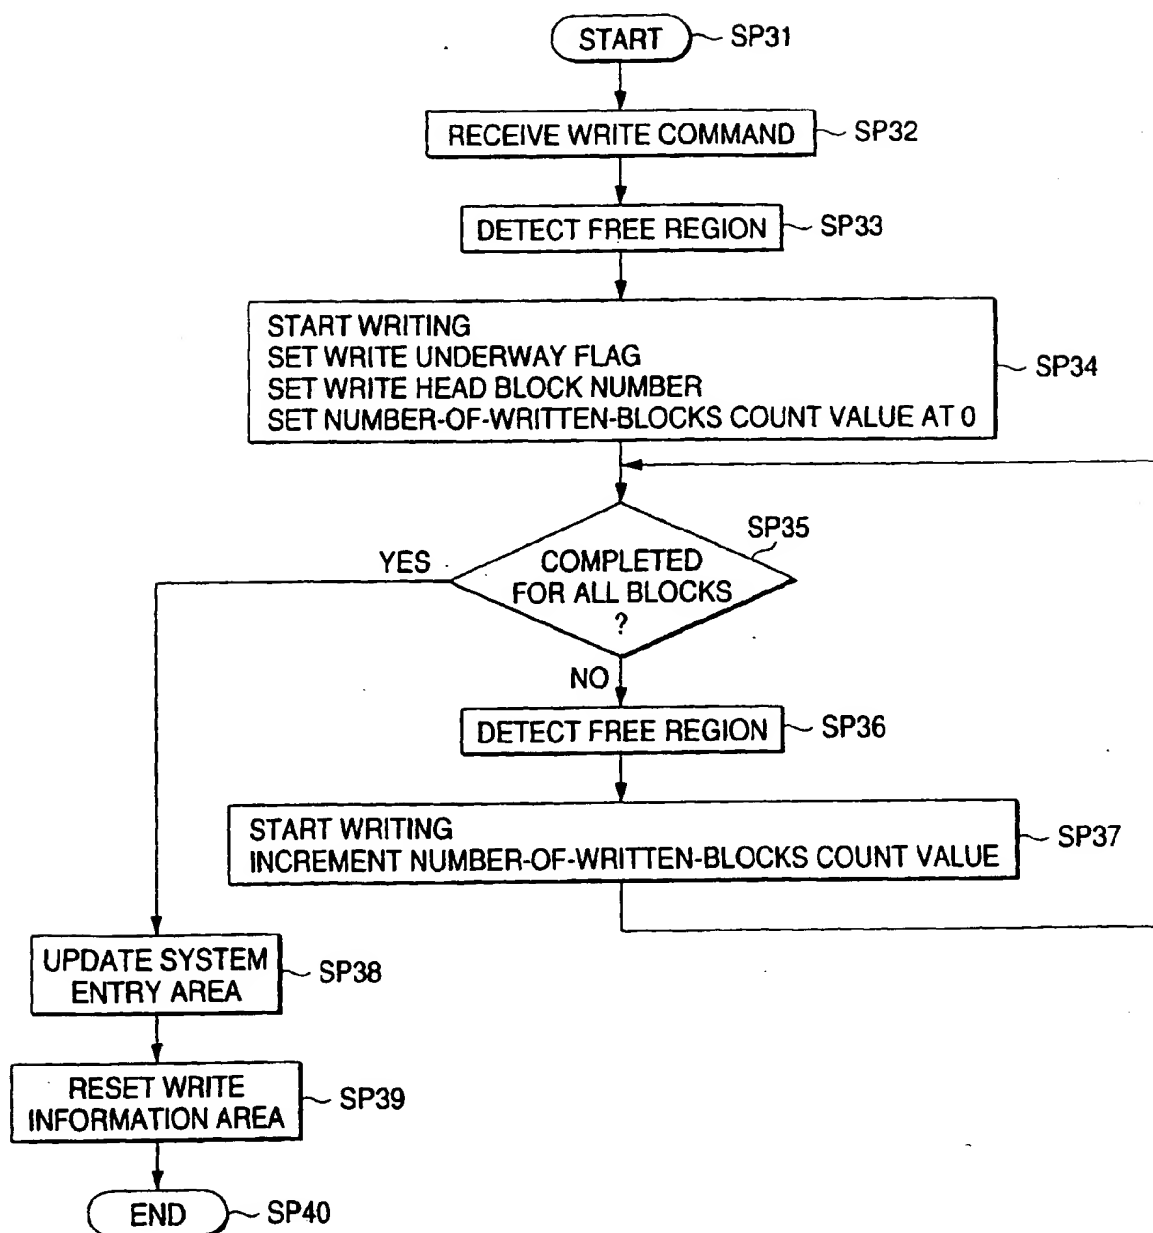 START
SP31
RECEIVE WRITE COMMAND
SP32
DETECT FREE REGION
SP33
START WRITING
SET WRITE UNDERWAY FLAG
SET WRITE HEAD BLOCK NUMBER
SET NUMBER-OF-WRITTEN-BLOCKS COUNT VALUE AT 0
SP34
SP35
YES
COMPLETED
FOR ALL BLOCKS
?
NO
DETECT FREE REGION
SP36
START WRITING
INCREMENT NUMBER-OF-WRITTEN-BLOCKS COUNT VALUE
SP37
UPDATE SYSTEM
ENTRY AREA
SP38
RESET WRITE
INFORMATION AREA
SP39
END
SP40